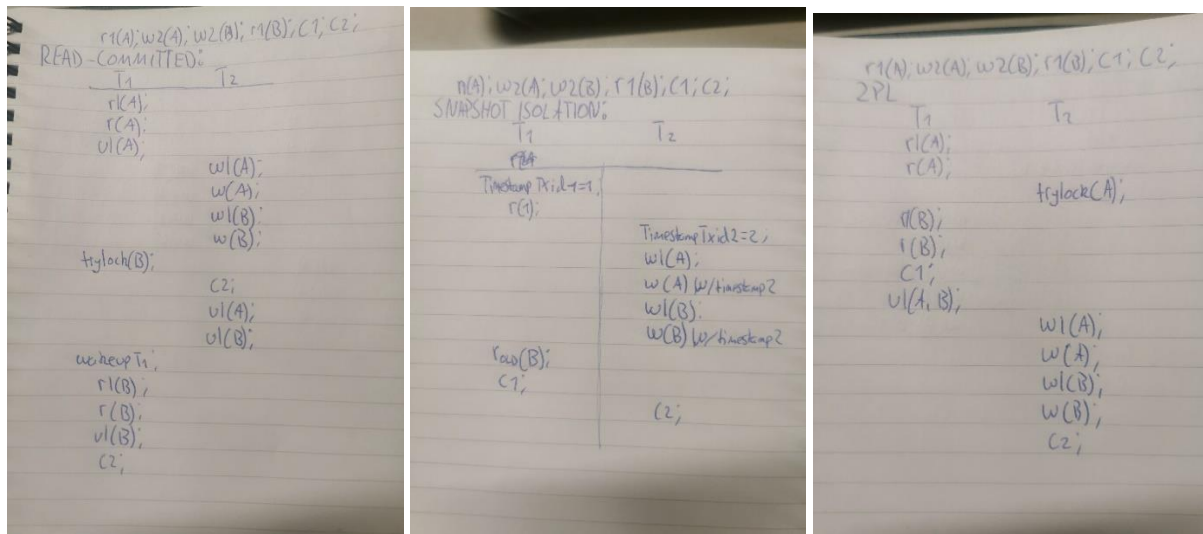 r1(A); w2(A); w2(B); r1(B); C1; C2;
READ-COMMITTED:
T1 T2
rl(A);
r(A);
ul(A);
wl(A);
w(A);
wl(B);
w(B);
trylock(B);
C2;
ul(A);
ul(B);
wakeup T1;
rl(B);
r(B);
ul(B);
C2;
r1(A); w2(A); w2(B); r1(B); C1; C2;
SNAPSHOT ISOLATION:
T1 T2
Timestamp Txid1=1;
r(1);
Timestamp Txid2=2;
wl(A);
w(A) w/timestamp2
wl(B);
w(B) w/timestamp2
(B);
C1;
C2;
r1(A); w2(A); w2(B); r1(B); C1; C2;
2PL
T1 T2
rl(A);
r(A);
trylock(A);
rl(B);
r(B);
C1;
ul(A, B);
wl(A);
w(A);
wl(B);
w(B);
C2;